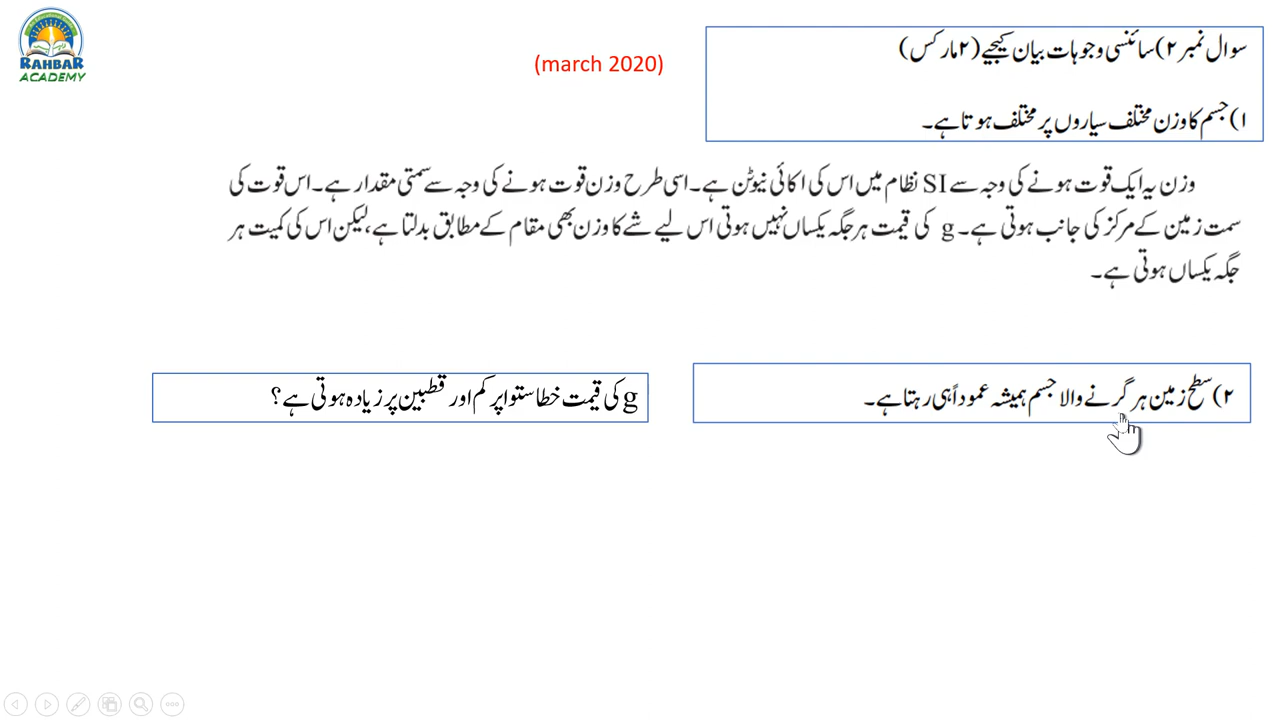 RAHBAR
ACADEMY
(march 2020)
سوال نمبر ۲) سائنسی وجوہات بیان کیجیے (۲ مارکس)
۱) جسم کا وزن مختلف سیاروں پر مختلف ہوتا ہے۔
وزن یہ ایک قوت ہونے کی وجہ سے SI نظام میں اس کی اکائی نیوٹن ہے۔ اسی طرح وزن قوت ہونے کی وجہ سے سمتی مقدار ہے۔ اس قوت کی
سمت زمین کے مرکز کی جانب ہوتی ہے۔ g کی قیمت ہر جگہ یکساں نہیں ہوتی اس لیے شے کا وزن بھی مقام کے مطابق بدلتا ہے، لیکن اس کی کمیت ہر
جگہ یکساں ہوتی ہے۔
۲) سطح زمین ہر گرنے والا جسم ہمیشہ عموداً ہی رہتا ہے۔
g کی قیمت خط استوا پر کم اور قطبین پر زیادہ ہوتی ہے ؟